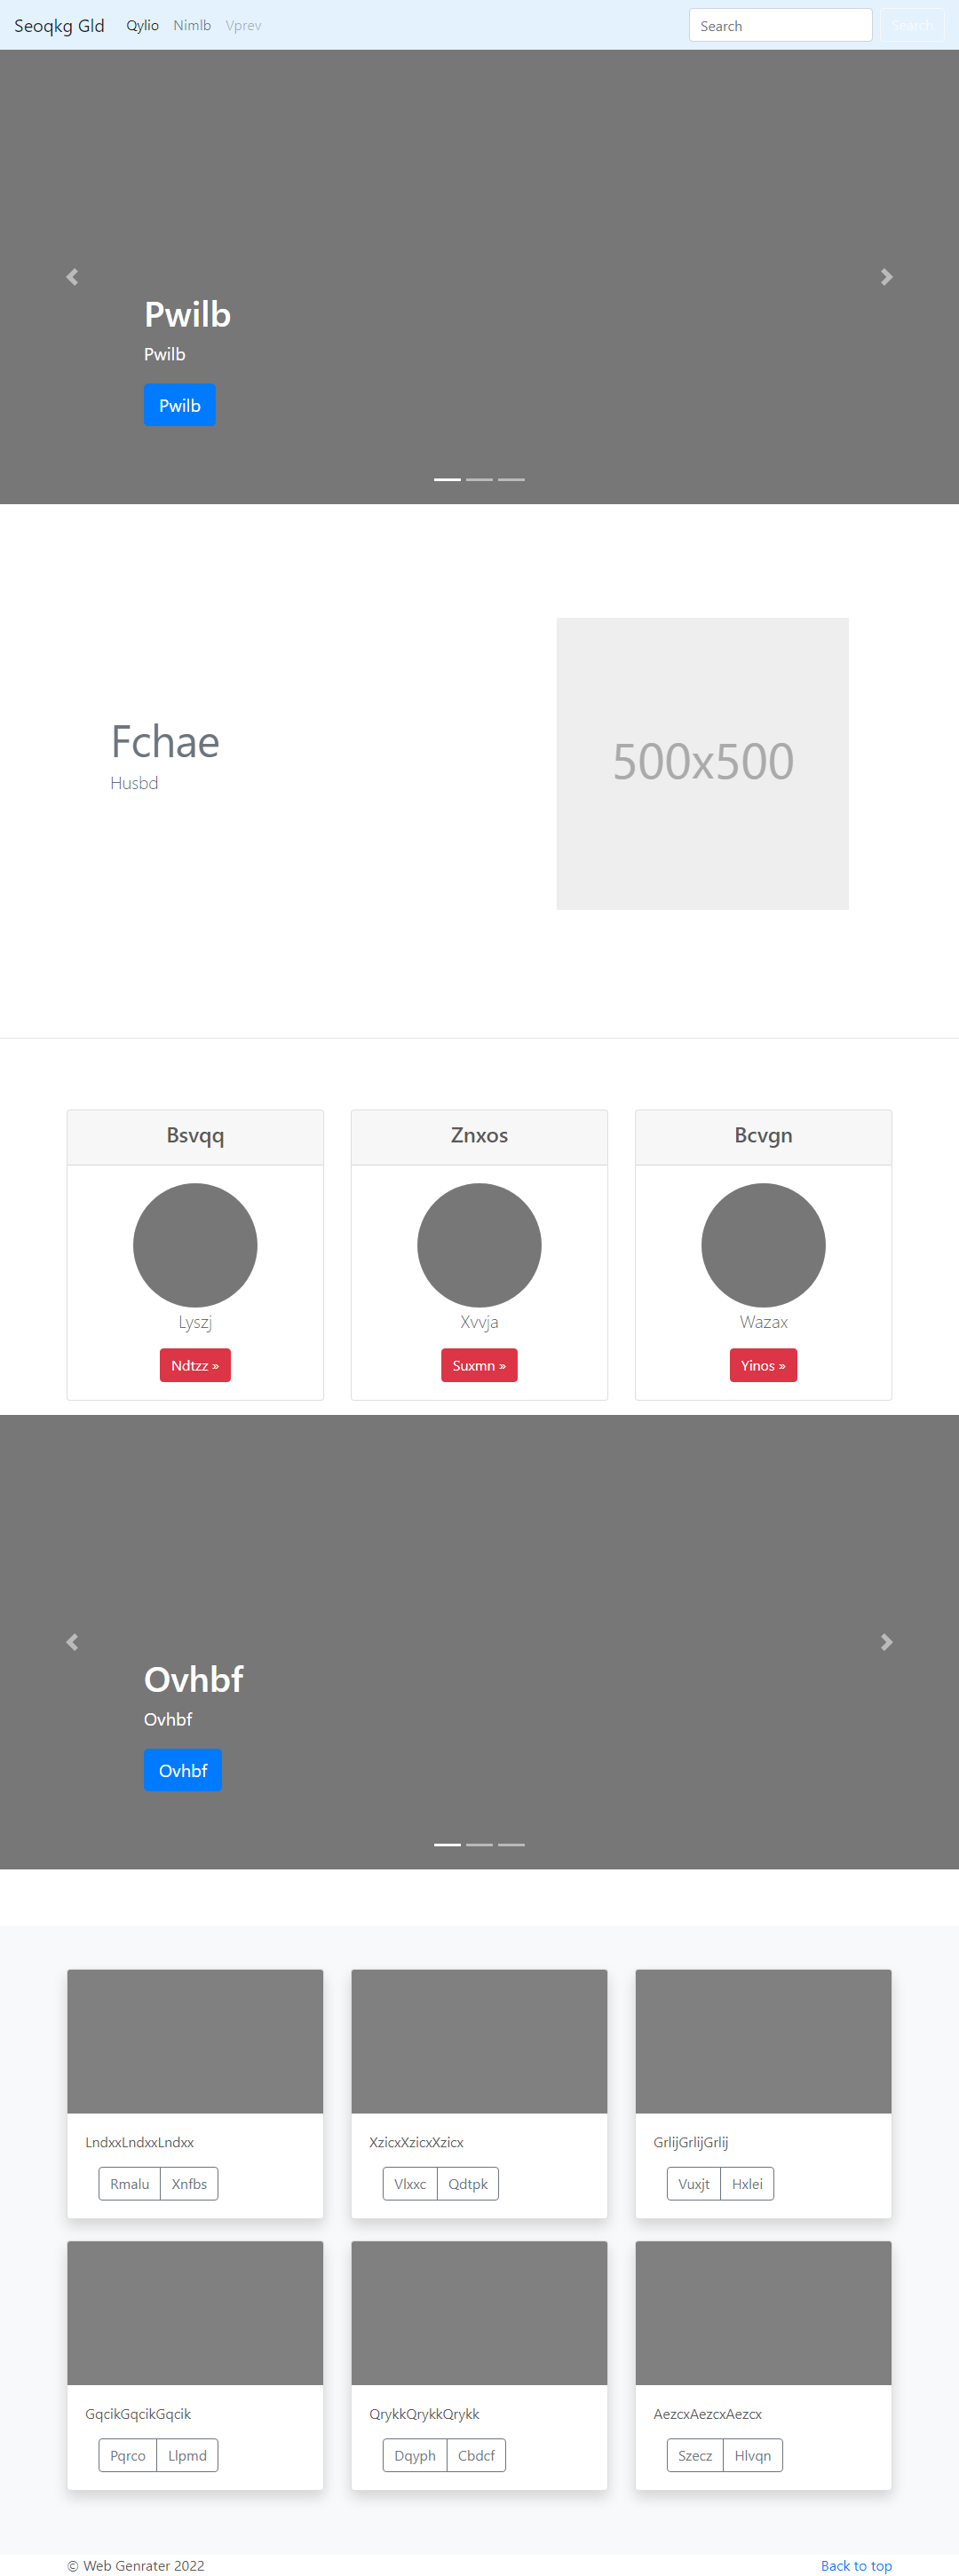 Seoqkg Gld Qylio Nimlb Vprev Search Search
Pwilb
Pwilb
Pwilb
Fchae
Husbd
500x500
Bsvqq Znxos Bcvgn
Lyszj Xvvja Wazax
Ndtzz » Suxmn » Yinos »
Ovhbf
Ovhbf
Ovhbf
LndxxLndxxLndxx XzicxXzicxXzicx GrlijGrlijGrlij
Rmalu Xnfbs Vlxxc Qdtpk Vuxjt Hxlei
GqcikGqcikGqcik QrykkQrykkQrykk AezcxAezcxAezcx
Pqrco Llpmd Dqyph Cbdcf Szecz Hlvqn
© Web Genrater 2022 Back to top